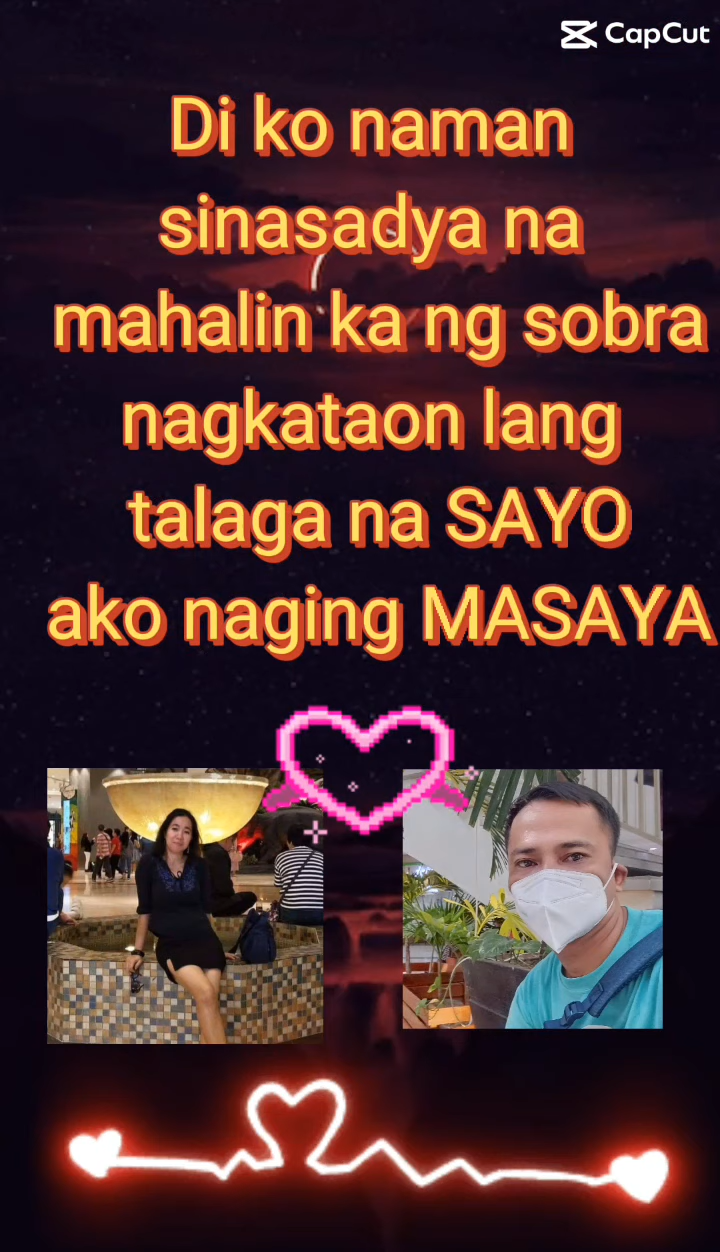 CapCut
Di ko naman
sinasadya na
mahalin ka ng sobra
nagkataon lang
talaga na SAYO
ako naging MASAYA